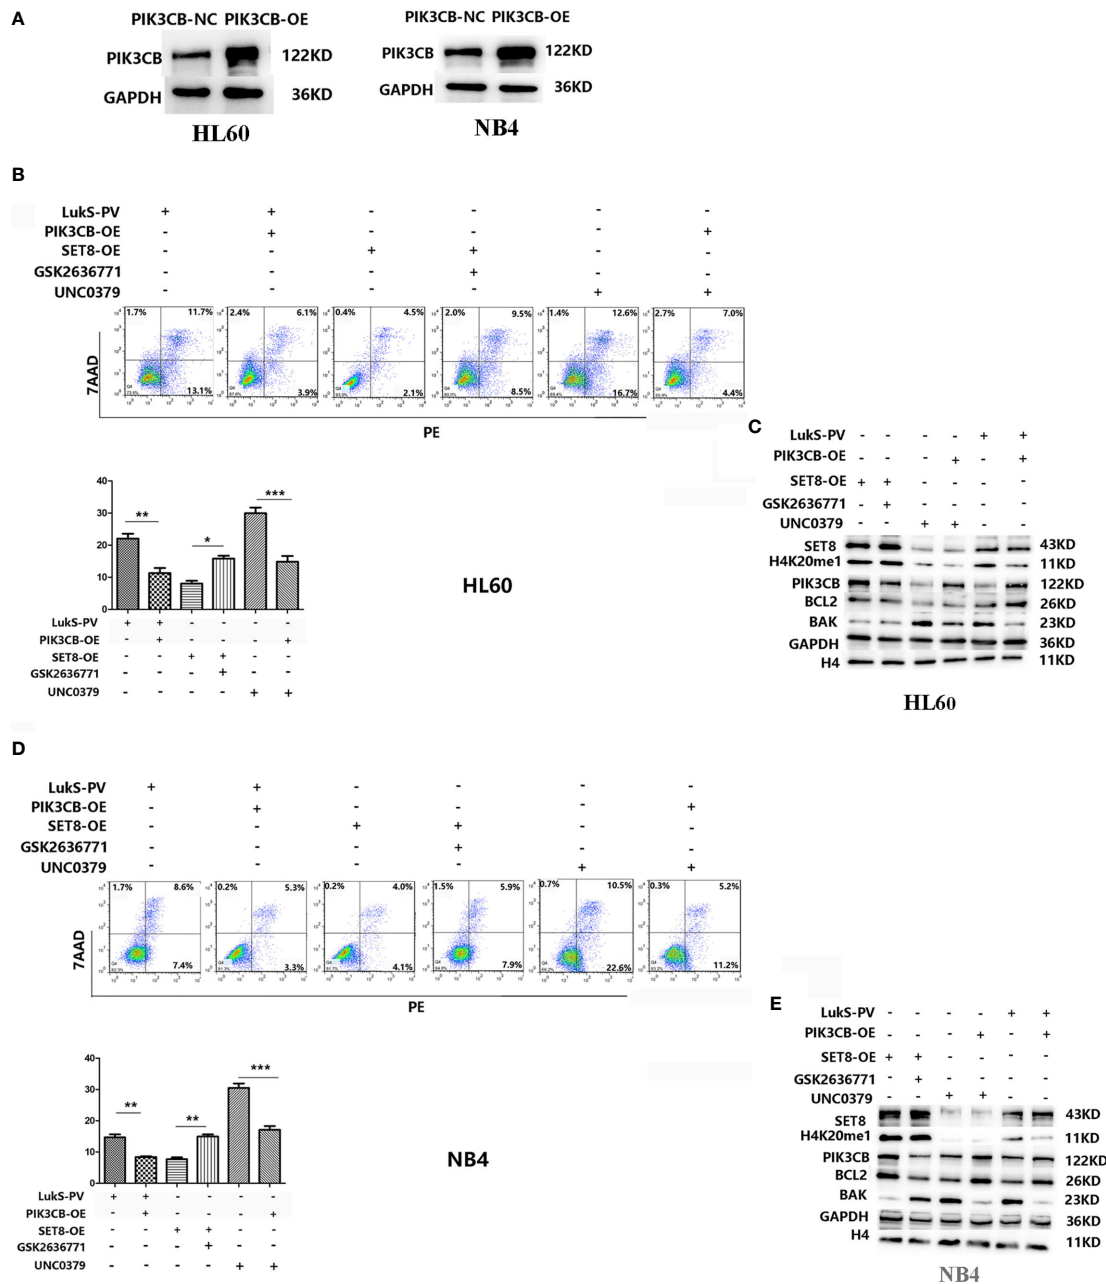 A
PIK3CB-NC PIK3CB-OE
PIK3CB-NC PIK3CB-OE
PIK3CB 122KD
GAPDH 36KD
HL60
PIK3CB 122KD
GAPDH 36KD
NB4
B
LukS-PV + + - - - -
PIK3CB-OE - + - - - +
SET8-OE - - + + - -
GSK2636771 - - - + - -
UNC0379 - - - - + +
1.7% 11.7% 2.4% 6.1% 0.4% 4.5% 2.0% 9.5% 1.4% 12.6% 2.7% 7.0%
13.1% 3.9% 2.1% 8.5% 16.7% 4.4%
7AAD
PE
40
30
20
10
0
** * ***
LukS-PV + + - - - -
PIK3CB-OE - + - - - +
SET8-OE - - + + - -
GSK2636771 - - - + - -
UNC0379 - - - - + +
HL60
C
LukS-PV - - - - + +
PIK3CB-OE - - - + - +
SET8-OE + + - - - -
GSK2636771 - + - - - -
UNC0379 - - + + - -
SET8 43KD
H4K20me1 11KD
PIK3CB 122KD
BCL2 26KD
BAK 23KD
GAPDH 36KD
H4 11KD
HL60
D
LukS-PV + + - - - -
PIK3CB-OE - + - - - +
SET8-OE - - + + - -
GSK2636771 - - - + - -
UNC0379 - - - - + +
1.7% 8.6% 0.2% 5.3% 0.2% 4.0% 1.5% 5.9% 0.7% 10.5% 0.3% 5.2%
7.4% 3.3% 4.1% 7.9% 22.6% 11.2%
7AAD
PE
40
30
20
10
0
** ** ***
LukS-PV + + - - - -
PIK3CB-OE - + - - - +
SET8-OE - - + + - -
GSK2636771 - - - + - -
UNC0379 - - - - + +
NB4
E
LukS-PV - - - - + +
PIK3CB-OE - - - + - +
SET8-OE + + - - - -
GSK2636771 - + - - - -
UNC0379 - - + + - -
SET8 43KD
H4K20me1 11KD
PIK3CB 122KD
BCL2 26KD
BAK 23KD
GAPDH 36KD
H4 11KD
NB4